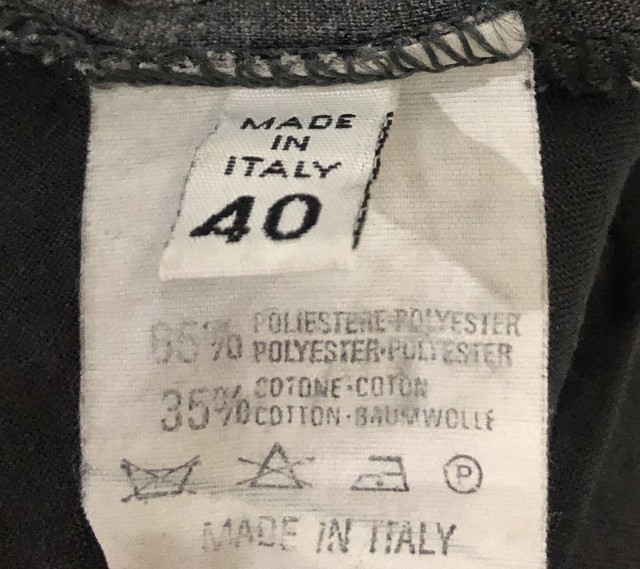 MADE
IN
ITALY
40
65% POLIESTERE·POLYESTER
POLYESTER·POLYESTER
35% COTONE·COTON
COTTON·BAUMWOLLE
P
MADE IN ITALY